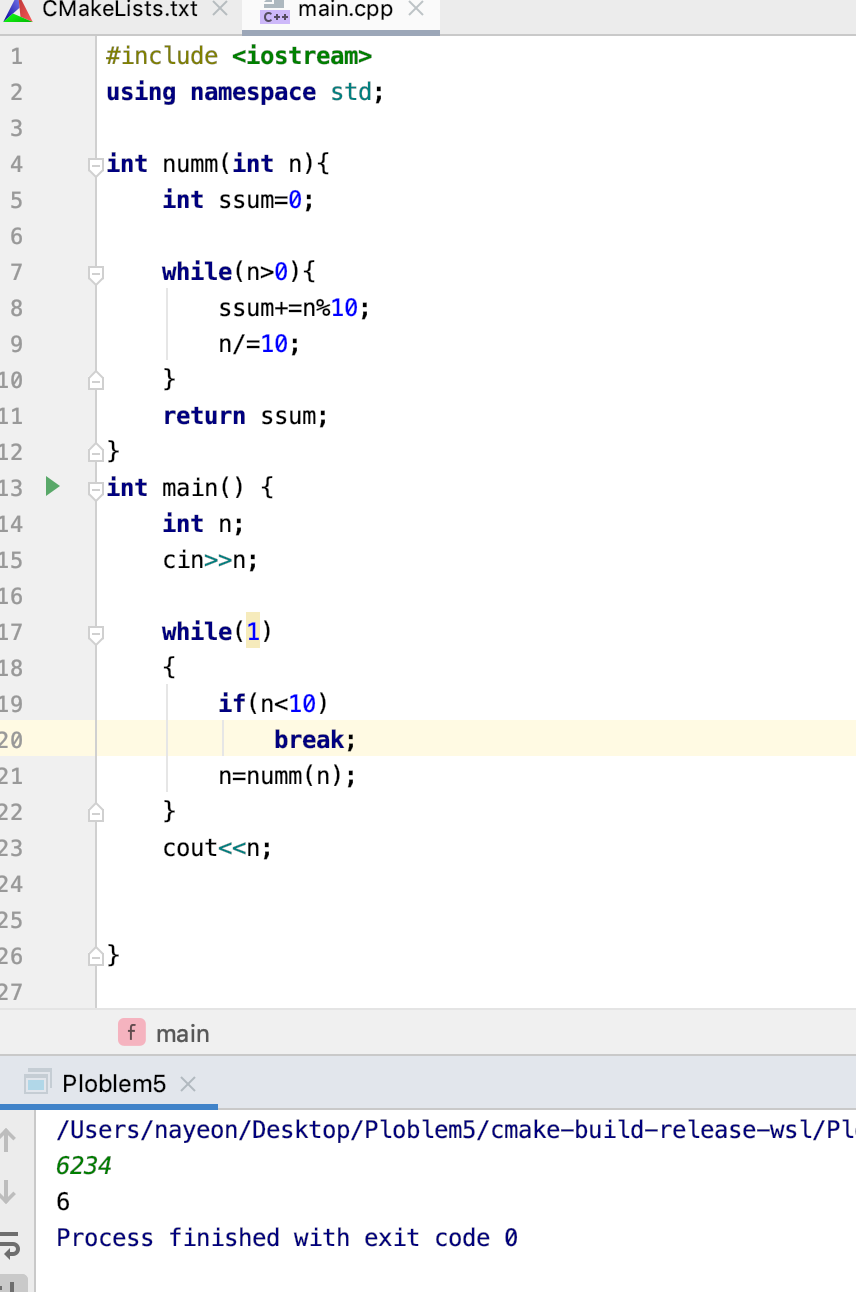 CMakeLists.txt × C++ main.cpp ×
1 #include <iostream>
2 using namespace std;
3
4 int numm(int n){
5 int ssum=0;
6
7 while(n>0){
8 ssum+=n%10;
9 n/=10;
10 }
11 return ssum;
12 }
13 int main() {
14 int n;
15 cin>>n;
16
17 while(1)
18 {
19 if(n<10)
20 break;
21 n=numm(n);
22 }
23 cout<<n;
24
25
26 }
27
f main
Ploblem5 ×
/Users/nayeon/Desktop/Ploblem5/cmake-build-release-wsl/Pl
6234
6
Process finished with exit code 0